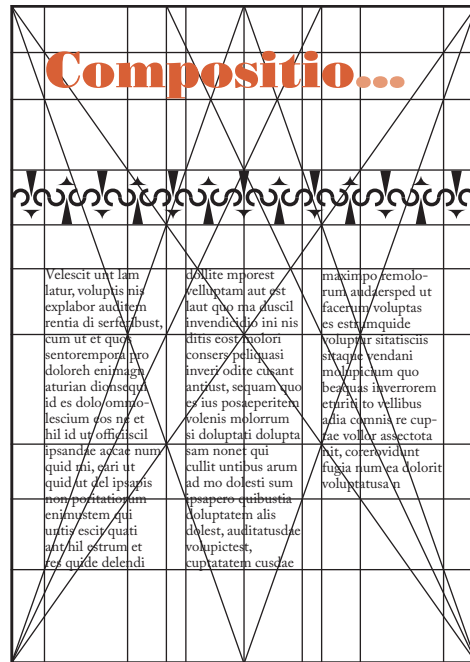 Compositio...
Velescit unt lam
latur, voluptis nis
explabor auditem
rentia di serferibust,
cum ut et quos
sentorempora pro
doloreh enimagn
aturian dionsequi
id es dolo ommo-
lescium eos ne et
hil id ut officiiscil
ipsandae accae num
quid mi, eari ut
quid ut del ipsapis
non poritatiorum
enimustem qui
untis escit quati
ant hil estrum et
res quide delendi
dollite mporest
velluptam aut est
laut quo ma duscil
invendicidio ini nis
ditis eost molori
consers peliquasi
inveri odite cusant
antiust, sequam quo
es ius posaeperitem
volenis molorrum
si doluptati dolupta
sam nonet qui
cullit untibus arum
ad mo dolesti sum
ipsapero quibustia
doluptatem alis
dolest, auditatusdae
volupictest,
cuptatatem cusdae
maximpo remolo-
rum audaersped ut
facerum voluptas
es estrumquide
voluptur sitatisciis
sitaque vendani
molupicium quo
beaquas inverrorem
eturiti to vellibus
adia comnis re cup-
tae vollor assectota
nit, corerovidunt
fugia num ea dolorit
voluptatusa n